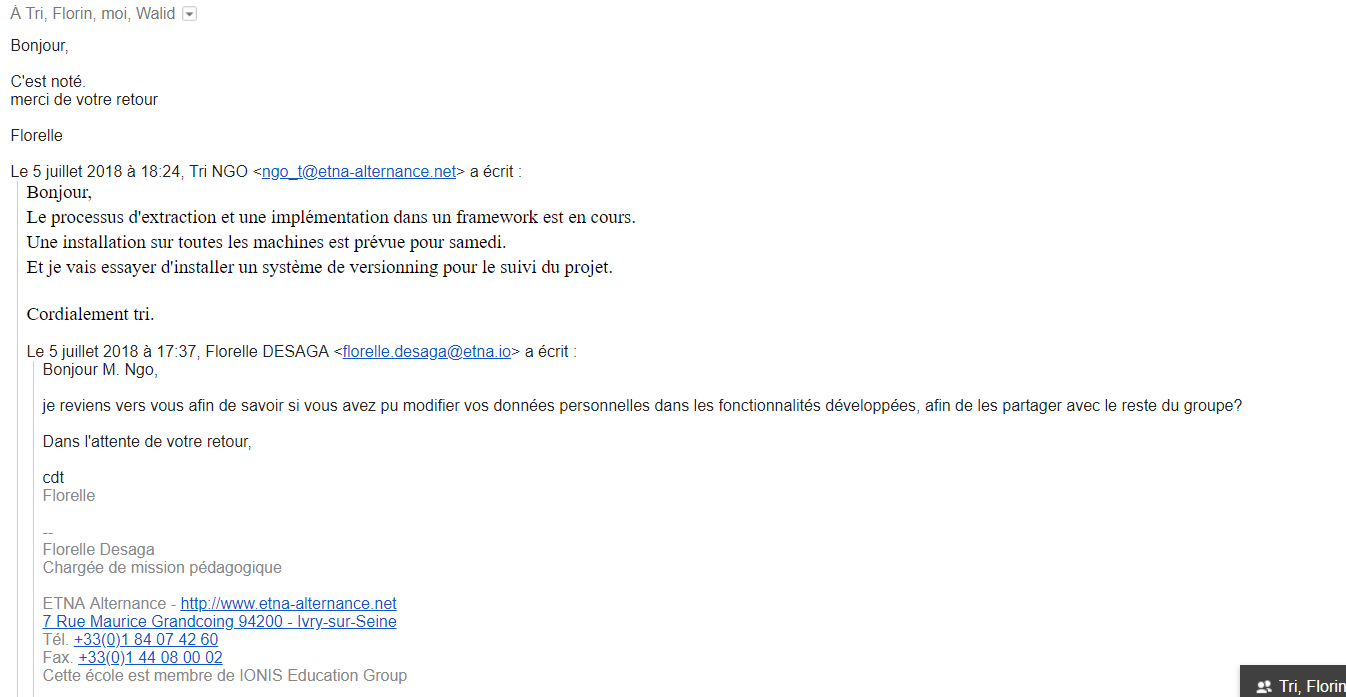 À Tri, Florin, moi, Walid
Bonjour,
C'est noté.
merci de votre retour
Florelle
Le 5 juillet 2018 à 18:24, Tri NGO <ngo_t@etna-alternance.net> a écrit :
Bonjour,
Le processus d'extraction et une implémentation dans un framework est en cours.
Une installation sur toutes les machines est prévue pour samedi.
Et je vais essayer d'installer un système de versionning pour le suivi du projet.
Cordialement tri.
Le 5 juillet 2018 à 17:37, Florelle DESAGA <florelle.desaga@etna.io> a écrit :
Bonjour M. Ngo,
je reviens vers vous afin de savoir si vous avez pu modifier vos données personnelles dans les fonctionnalités développées, afin de les partager avec le reste du groupe?
Dans l'attente de votre retour,
cdt
Florelle
--
Florelle Desaga
Chargée de mission pédagogique
ETNA Alternance - http://www.etna-alternance.net
7 Rue Maurice Grandcoing 94200 - Ivry-sur-Seine
Tél. +33(0)1 84 07 42 60
Fax. +33(0)1 44 08 00 02
Cette école est membre de IONIS Education Group
Tri, Florin